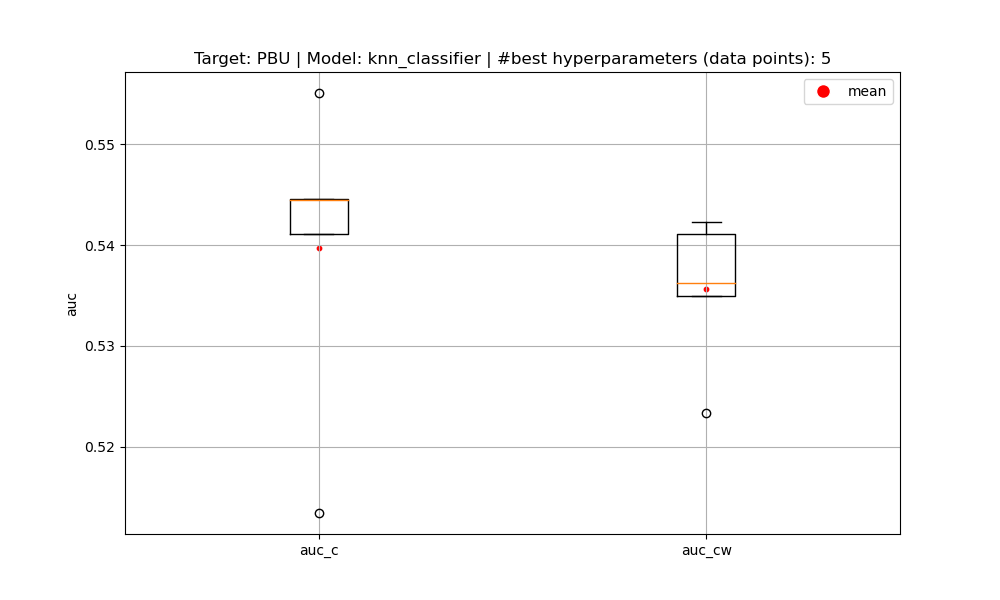 Target: PBU | Model: knn_classifier | #best hyperparameters (data points): 5
mean
0.55
0.54
0.53
0.52
auc
auc_c
auc_cw